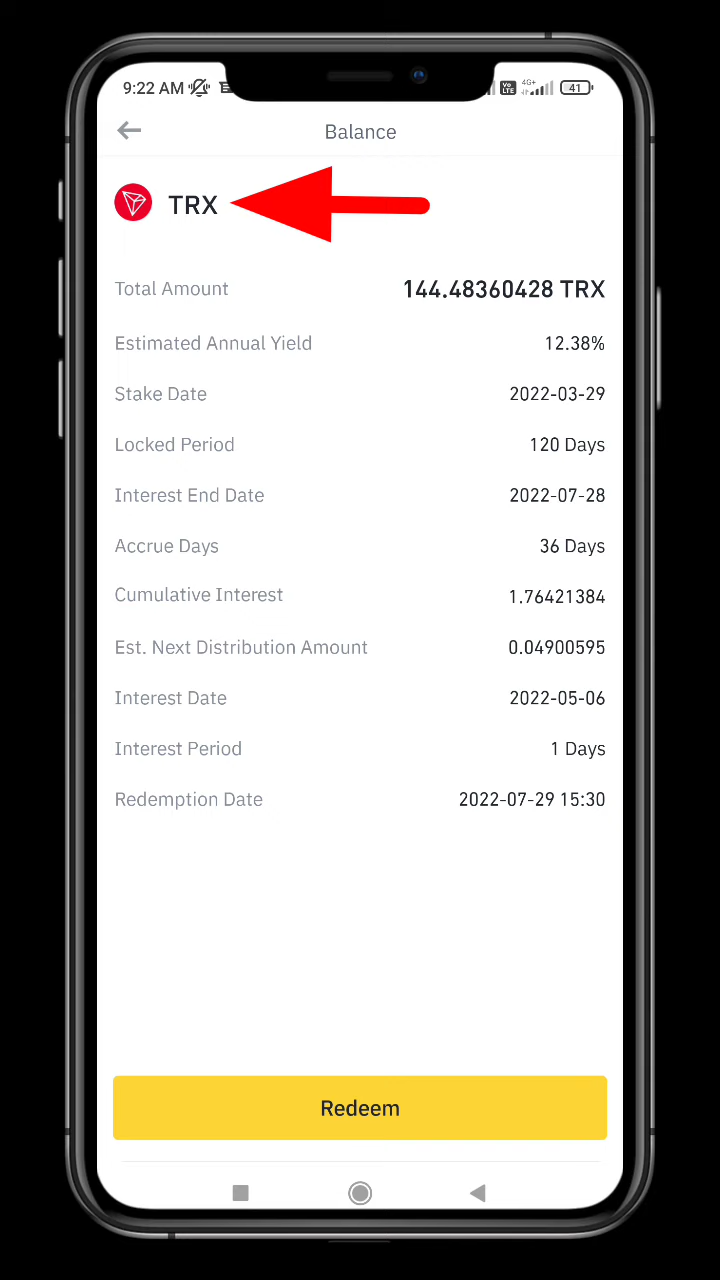 9:22 AM
Vo LTE 4G+ 41
Balance
TRX
Total Amount 144.48360428 TRX
Estimated Annual Yield 12.38%
Stake Date 2022-03-29
Locked Period 120 Days
Interest End Date 2022-07-28
Accrue Days 36 Days
Cumulative Interest 1.76421384
Est. Next Distribution Amount 0.04900595
Interest Date 2022-05-06
Interest Period 1 Days
Redemption Date 2022-07-29 15:30
Redeem